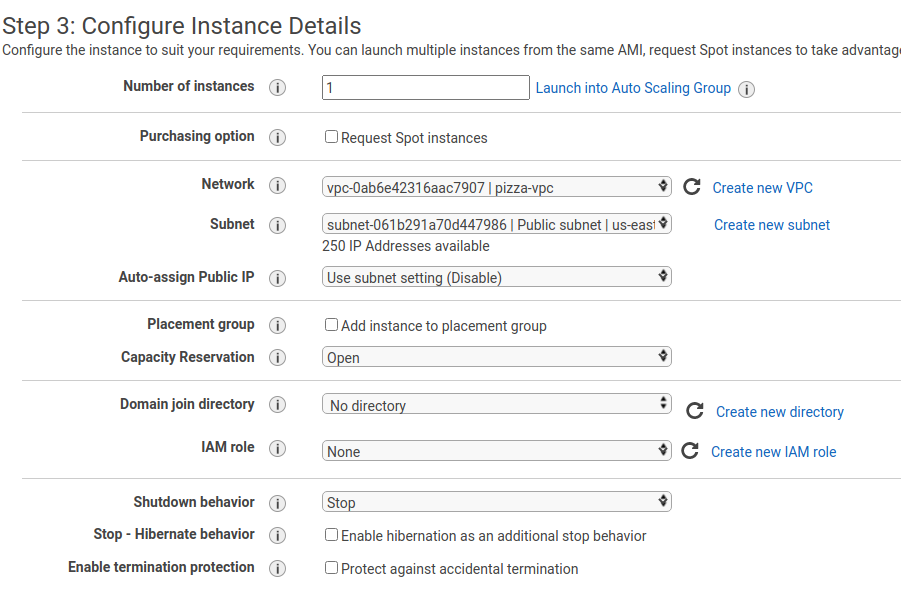 Step 3: Configure Instance Details
Configure the instance to suit your requirements. You can launch multiple instances from the same AMI, request Spot instances to take advantage
Number of instances i 1 Launch into Auto Scaling Group i
Purchasing option i Request Spot instances
Network i vpc-0ab6e42316aac7907 | pizza-vpc Create new VPC
Subnet i subnet-061b291a70d447986 | Public subnet | us-east Create new subnet
250 IP Addresses available
Auto-assign Public IP i Use subnet setting (Disable)
Placement group i Add instance to placement group
Capacity Reservation i Open
Domain join directory i No directory Create new directory
IAM role i None Create new IAM role
Shutdown behavior i Stop
Stop - Hibernate behavior i Enable hibernation as an additional stop behavior
Enable termination protection i Protect against accidental termination